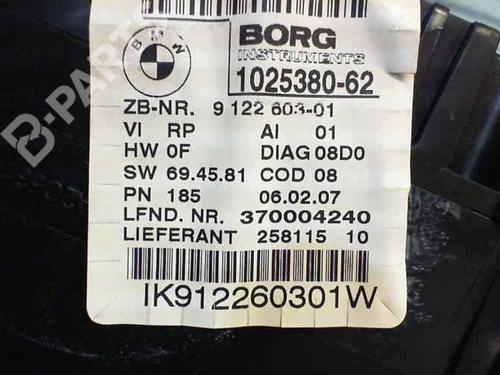 BMW
BORG
INSTRUMENTS
1025380-62
ZB-NR. 9 122 603-01
VI RP AI 01
HW 0F DIAG 08D0
SW 69.45.81 COD 08
PN 185 06.02.07
LFND. NR. 370004240
LIEFERANT 258115 10
IK912260301W